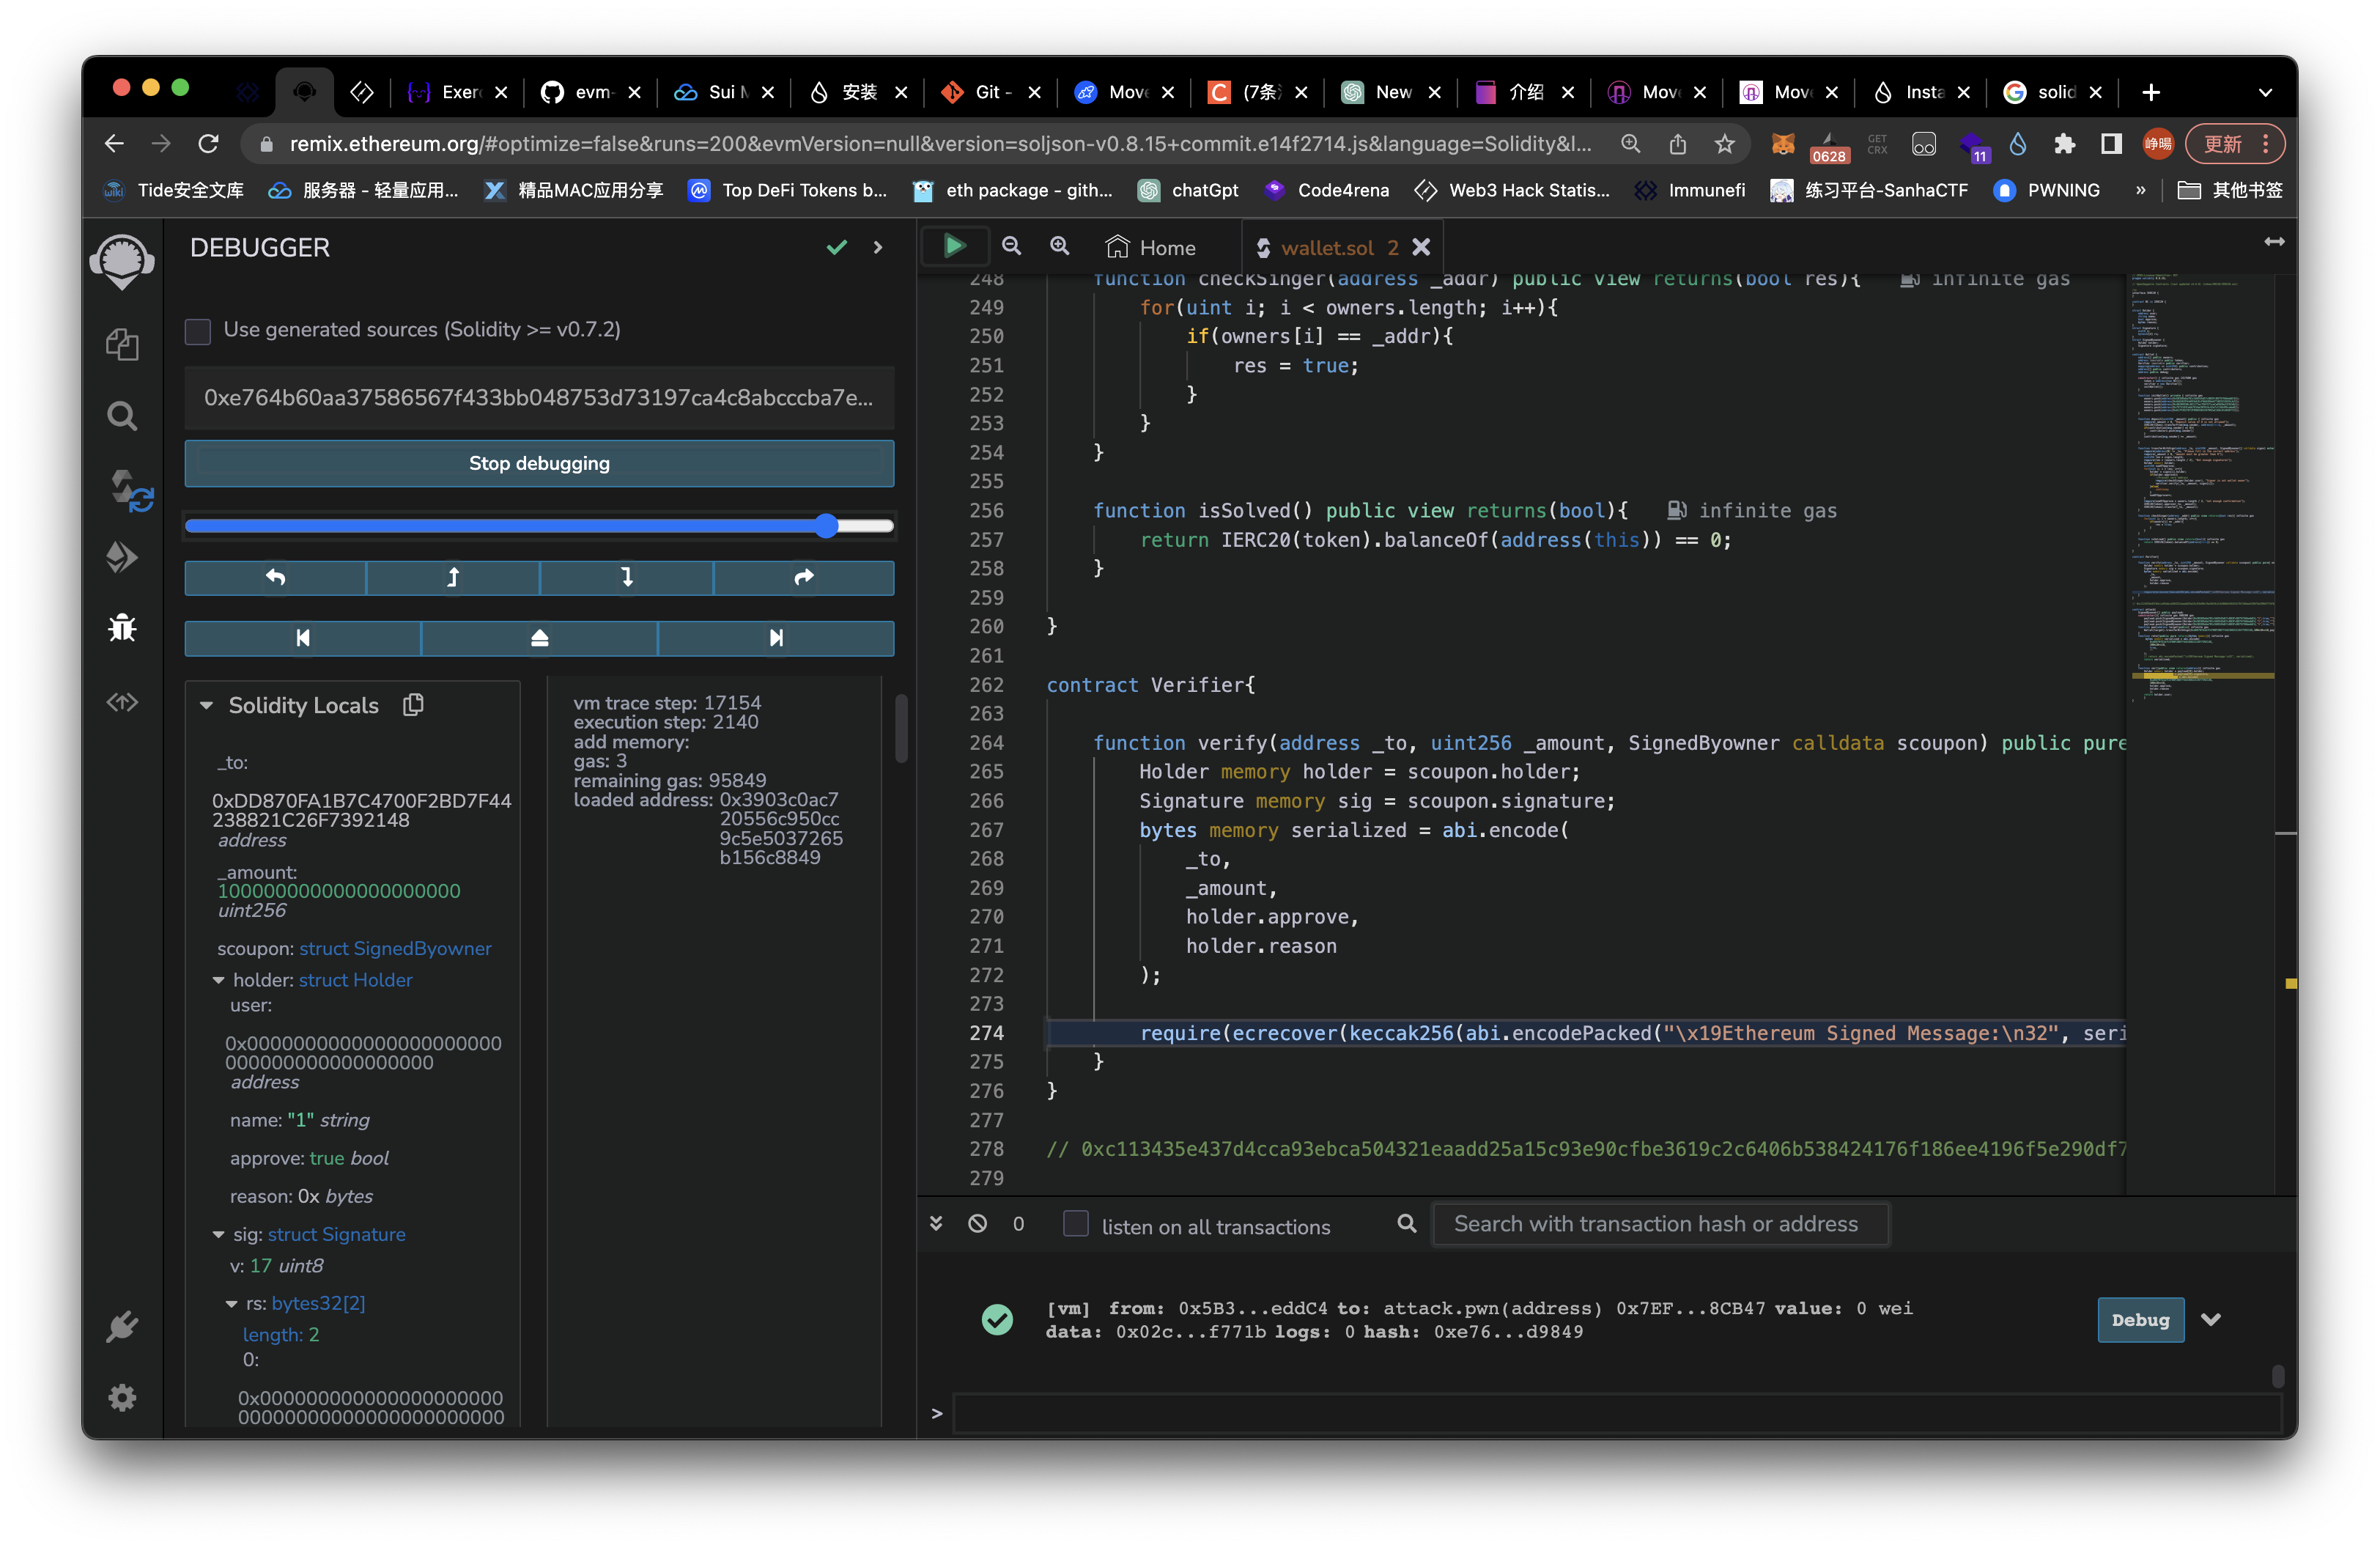 Exer
evm-
Sui M
安装
Git -
Move
(7条
New
介绍
Move
Move
Insta
solid
remix.ethereum.org/#optimize=false&runs=200&evmVersion=null&version=soljson-v0.8.15+commit.e14f2714.js&language=Solidity&l...
0628
GET CRX
11
峥暘
更新
Tide安全文库
服务器 - 轻量应用...
精品MAC应用分享
Top DeFi Tokens b...
eth package - gith...
chatGpt
Code4rena
Web3 Hack Statis...
Immunefi
练习平台-SanhaCTF
PWNING
»
其他书签
DEBUGGER
Use generated sources (Solidity >= v0.7.2)
0xe764b60aa37586567f433bb048753d73197ca4c8abcccba7e...
Stop debugging
Solidity Locals
_to:
0xDD870FA1B7C4700F2BD7F44
238821C26F7392148
address
_amount:
100000000000000000000
uint256
scoupon: struct SignedByowner
holder: struct Holder
user:
0x00000000000000000000000
00000000000000000
address
name: "1" string
approve: true bool
reason: 0x bytes
sig: struct Signature
v: 17 uint8
rs: bytes32[2]
length: 2
0:
vm trace step: 17154
execution step: 2140
add memory:
gas: 3
remaining gas: 95849
loaded address: 0x3903c0ac7
20556c950cc
9c5e5037265
b156c8849
Home
wallet.sol 2
248 function checkSinger(address _addr) public view returns(bool res){ infinite gas
249 for(uint i; i < owners.length; i++){
250 if(owners[i] == _addr){
251 res = true;
252 }
253 }
254 }
255
256 function isSolved() public view returns(bool){ infinite gas
257 return IERC20(token).balanceOf(address(this)) == 0;
258 }
259
260 }
261
262 contract Verifier{
263
264 function verify(address _to, uint256 _amount, SignedByowner calldata scoupon) public pure
265 Holder memory holder = scoupon.holder;
266 Signature memory sig = scoupon.signature;
267 bytes memory serialized = abi.encode(
268 _to,
269 _amount,
270 holder.approve,
271 holder.reason
272 );
273
274 require(ecrecover(keccak256(abi.encodePacked("\x19Ethereum Signed Message:\n32", seri
275 }
276 }
277
278 // 0xc113435e437d4cca93ebca504321eaadd25a15c93e90cfbe3619c2c6406b538424176f186ee4196f5e290df7
279
0
listen on all transactions
Search with transaction hash or address
[vm] from: 0x5B3...eddC4 to: attack.pwn(address) 0x7EF...8CB47 value: 0 wei
data: 0x02c...f771b logs: 0 hash: 0xe76...d9849
Debug
>